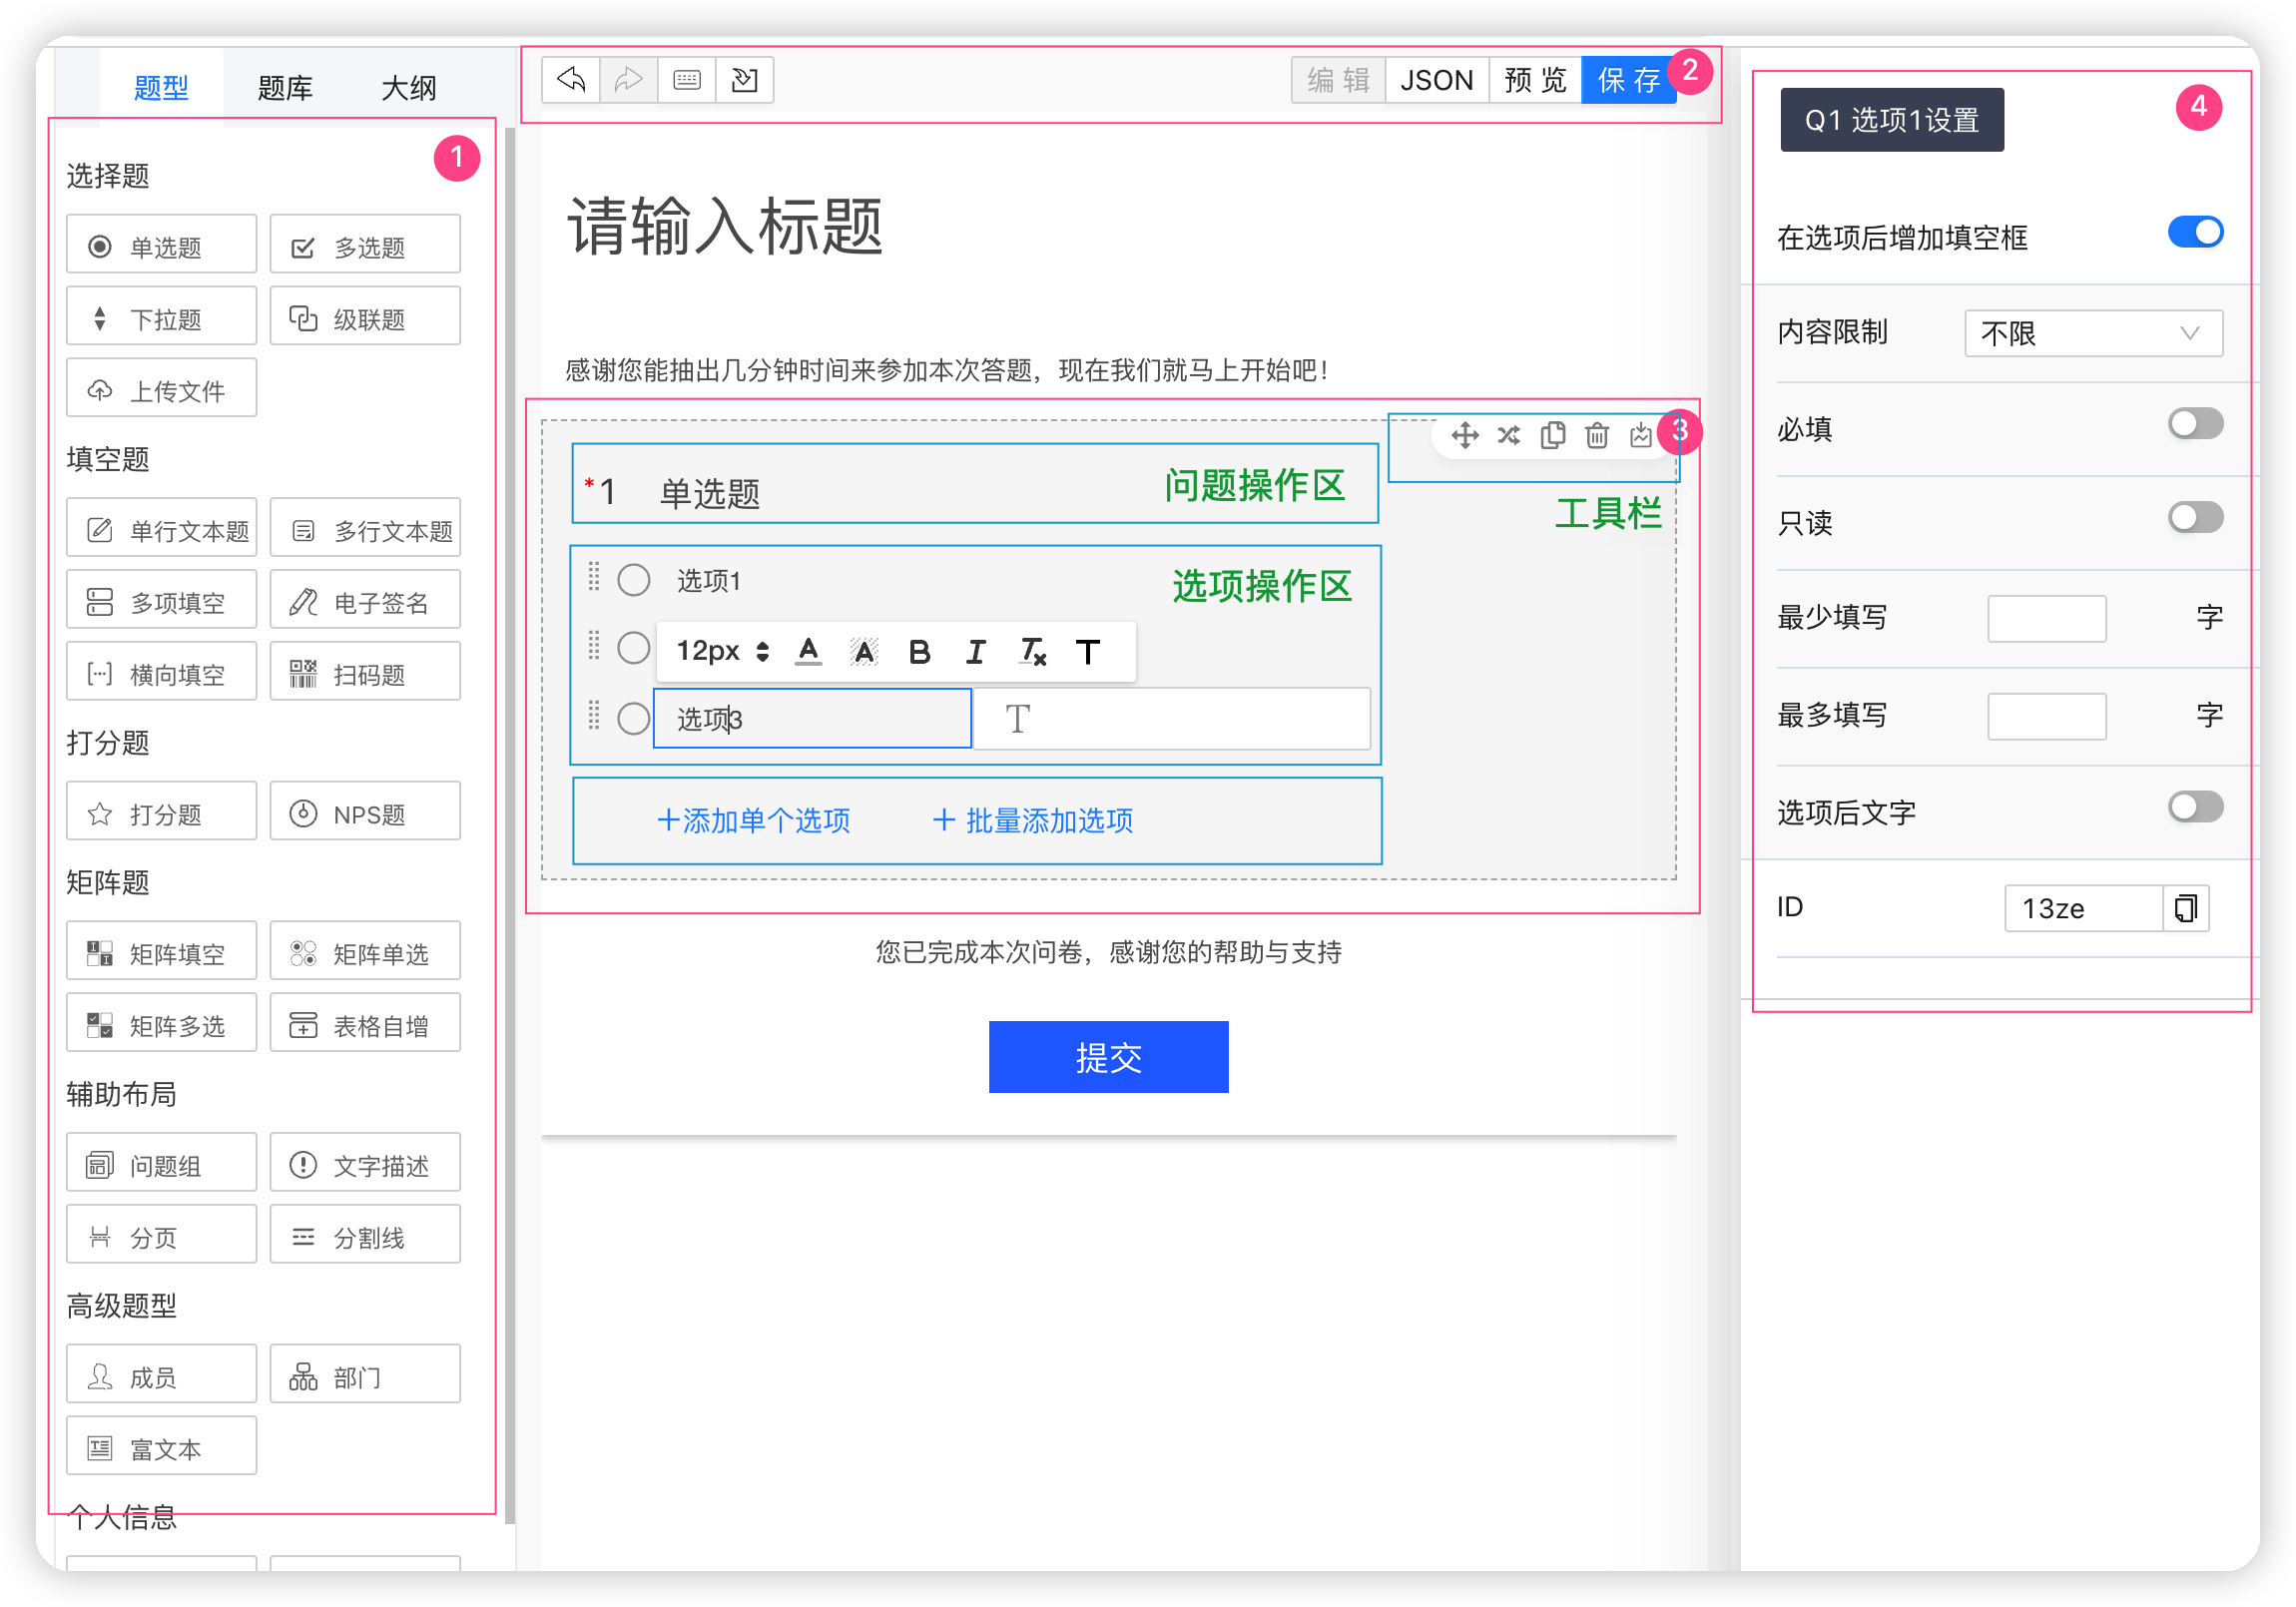 题型 题库 大纲
1
选择题
单选题 多选题
下拉题 级联题
上传文件
填空题
单行文本题 多行文本题
多项填空 电子签名
横向填空 扫码题
打分题
打分题 NPS题
矩阵题
矩阵填空 矩阵单选
矩阵多选 表格自增
辅助布局
问题组 文字描述
分页 分割线
高级题型
成员 部门
富文本
个人信息
编 辑 JSON 预 览 保 存 2
请输入标题
感谢您能抽出几分钟时间来参加本次答题，现在我们就马上开始吧！
3
*1 单选题 问题操作区
工具栏
选项1 选项操作区
12px A A B I Tx T
选项3 T
+添加单个选项 + 批量添加选项
您已完成本次问卷，感谢您的帮助与支持
提交
4
Q1 选项1设置
在选项后增加填空框
内容限制 不限
必填
只读
最少填写 字
最多填写 字
选项后文字
ID 13ze